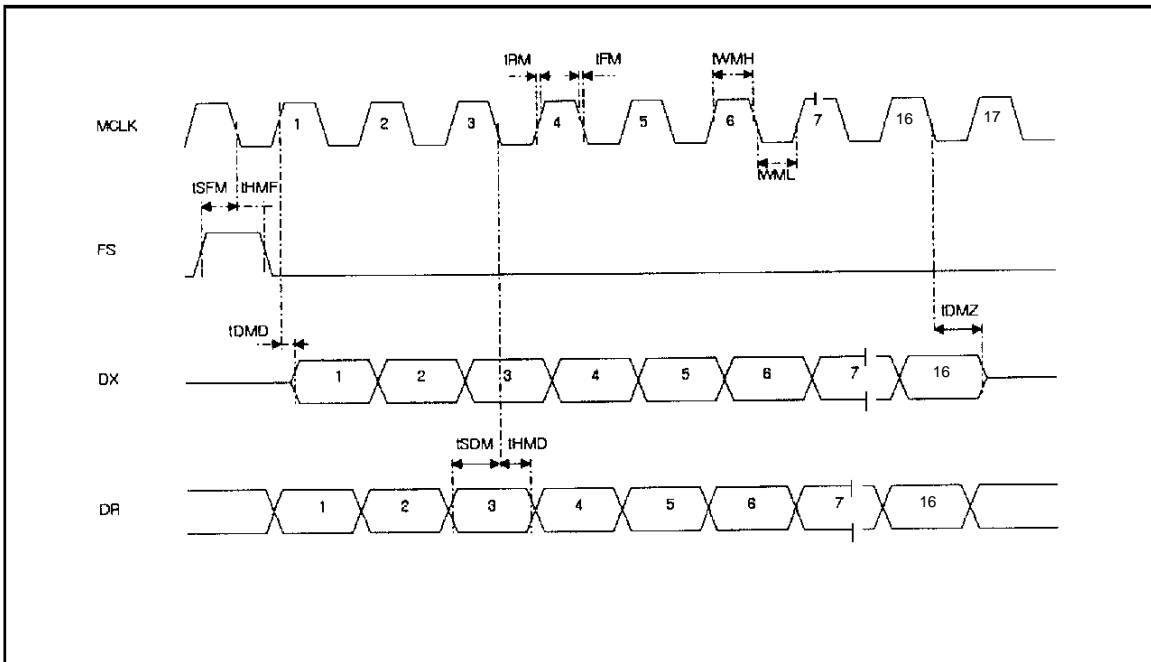 tRM tFM tWMH
MCLK 1 2 3 4 5 6 7 16 17
tWML
tSFM tHMF
FS
tDMZ
tDMD
DX 1 2 3 4 5 6 7 16
tSDM tHMD
DR 1 2 3 4 5 6 7 16